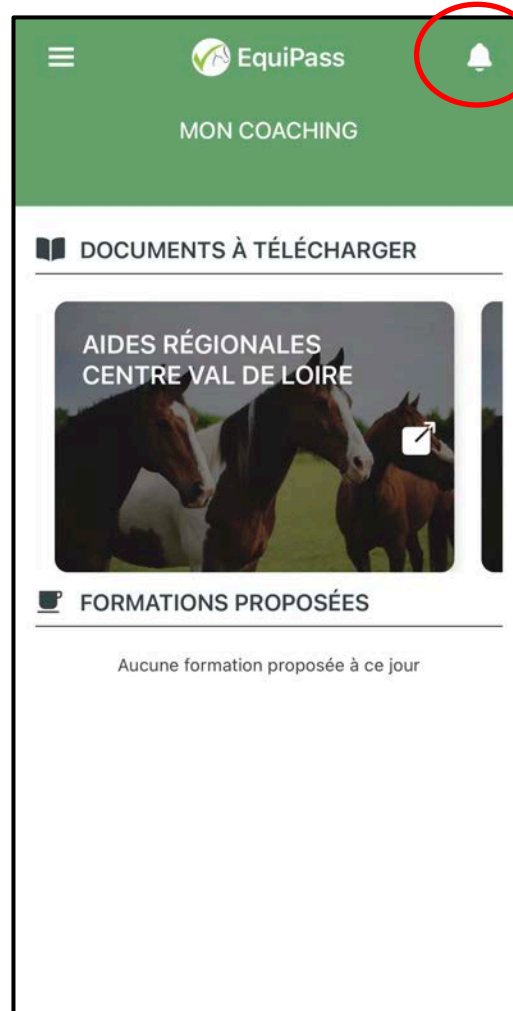 EquiPass
MON COACHING
DOCUMENTS À TÉLÉCHARGER
AIDES RÉGIONALES
CENTRE VAL DE LOIRE
FORMATIONS PROPOSÉES
Aucune formation proposée à ce jour